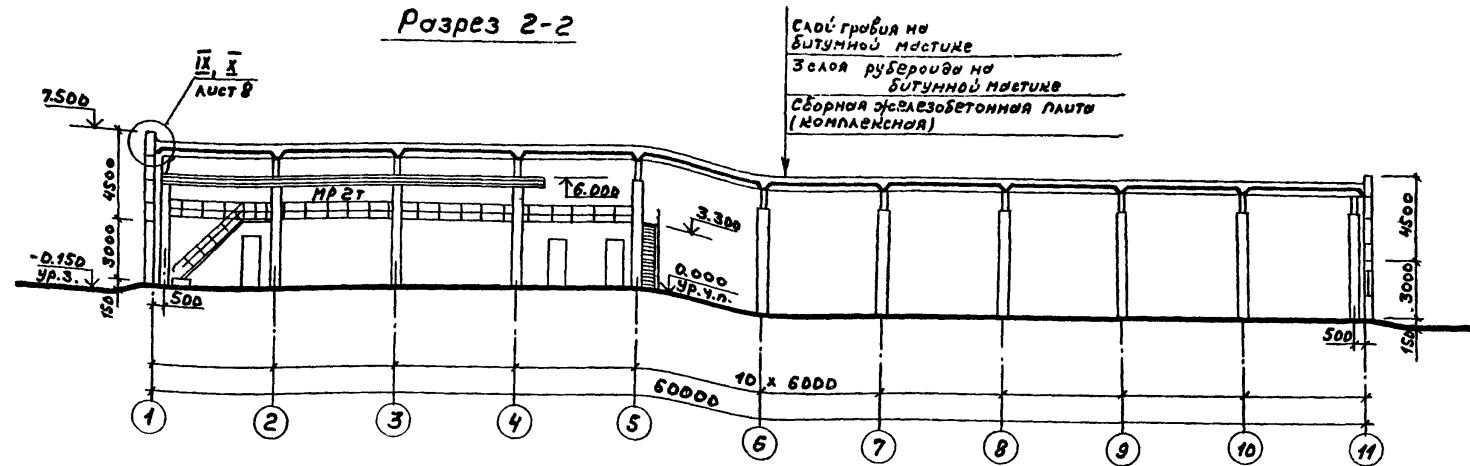 Разрез 2-2
Слой гравия на
битумной мастике
3 слоя рубероида на
битумной мастике
Сборная железобетонная плита
(комплексная)
IX, X
лист 8
7.500
4500
3000
150
-0.150
ур.з.
500
МР 2т
6.000
3.300
0.000
ур.ч.п.
4500
3000
150
500
10 x 6000
60000
1
2
3
4
5
6
7
8
9
10
11